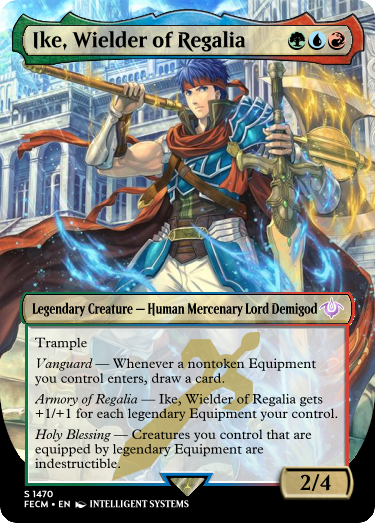 Ike, Wielder of Regalia
Legendary Creature — Human Mercenary Lord Demigod
Trample
Vanguard — Whenever a nontoken Equipment
you control enters, draw a card.
Armory of Regalia — Ike, Wielder of Regalia gets
+1/+1 for each legendary Equipment your control.
Holy Blessing — Creatures you control that are
equipped by legendary Equipment are
indestructible.
2/4
S 1470
FECM • EN INTELLIGENT SYSTEMS